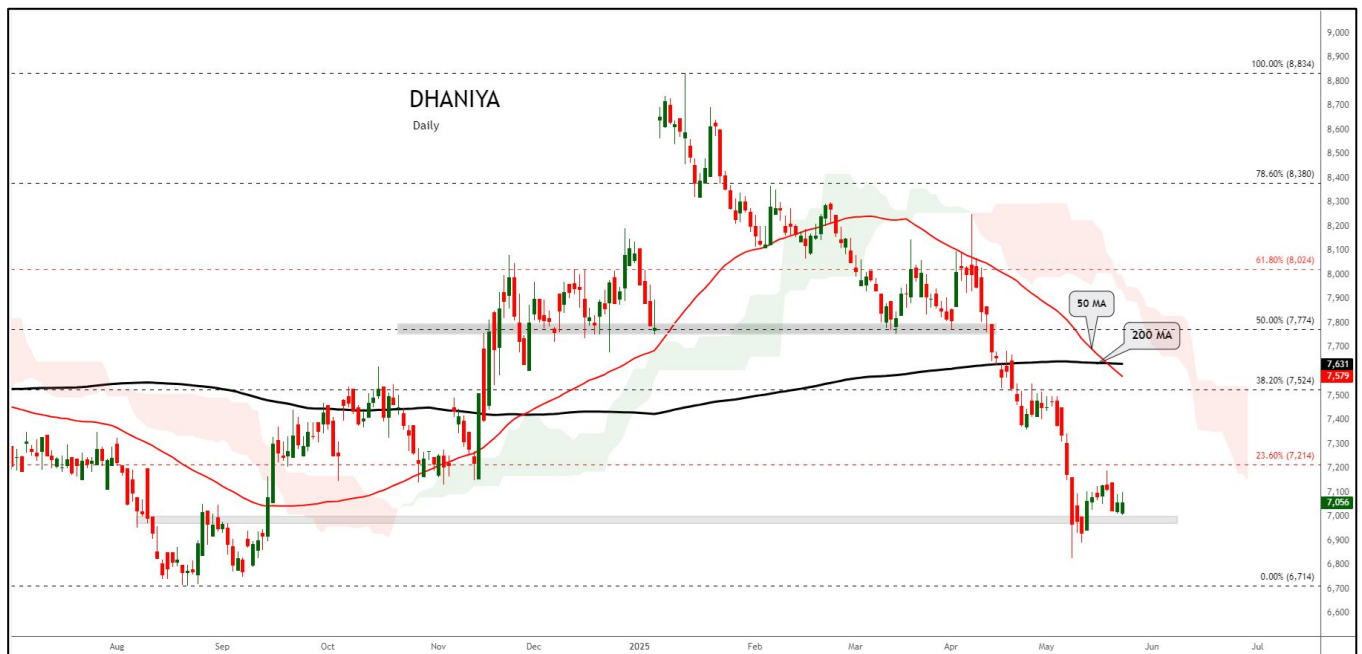 DHANIYA
Daily
100.00% (8,834)
78.60% (8,380)
61.80% (8,024)
50.00% (7,774)
38.20% (7,524)
23.60% (7,214)
0.00% (6,714)
50 MA
200 MA
9,000
8,900
8,800
8,700
8,600
8,500
8,400
8,300
8,200
8,100
8,000
7,900
7,800
7,700
7,631
7,579
7,500
7,400
7,300
7,200
7,100
7,056
7,000
6,900
6,800
6,700
6,600
Aug
Sep
Oct
Nov
Dec
2025
Feb
Mar
Apr
May
Jun
Jul